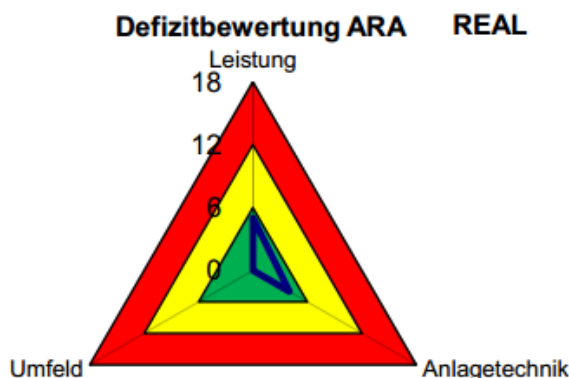 Defizitbewertung ARA REAL
Leistung
18
12
6
0
Umfeld
Anlagetechnik